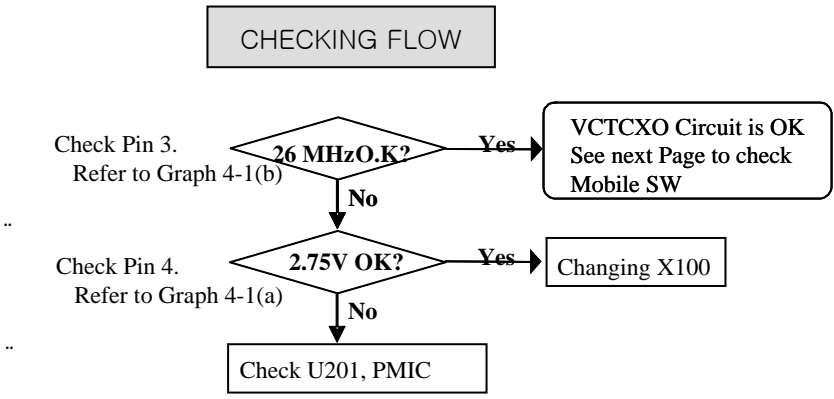 CHECKING FLOW
Check Pin 3.
Refer to Graph 4-1(b)
26 MHzO.K?
Yes
VCTCXO Circuit is OK
See next Page to check
Mobile SW
No
¨
Check Pin 4.
Refer to Graph 4-1(a)
2.75V OK?
Yes
Changing X100
No
¨
Check U201, PMIC